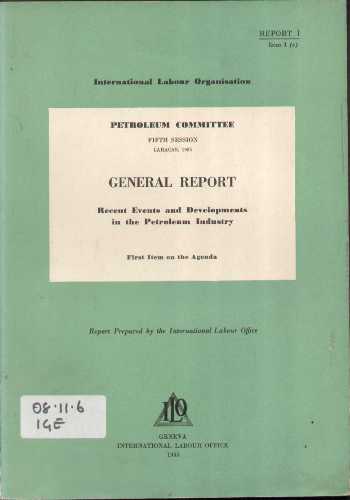 REPORT I
Item 1 (a)
International Labour Organisation
PETROLEUM COMMITTEE
FIFTH SESSION
CARACAS,
GENERAL REPORT
Recent Events and Developments
in the Petroleum Industry
First Item on the Agenda
Report Prepared by the International Labour Office
08·11·6
IGE
ILO
GENEVA
INTERNATIONAL LABOUR OFFICE